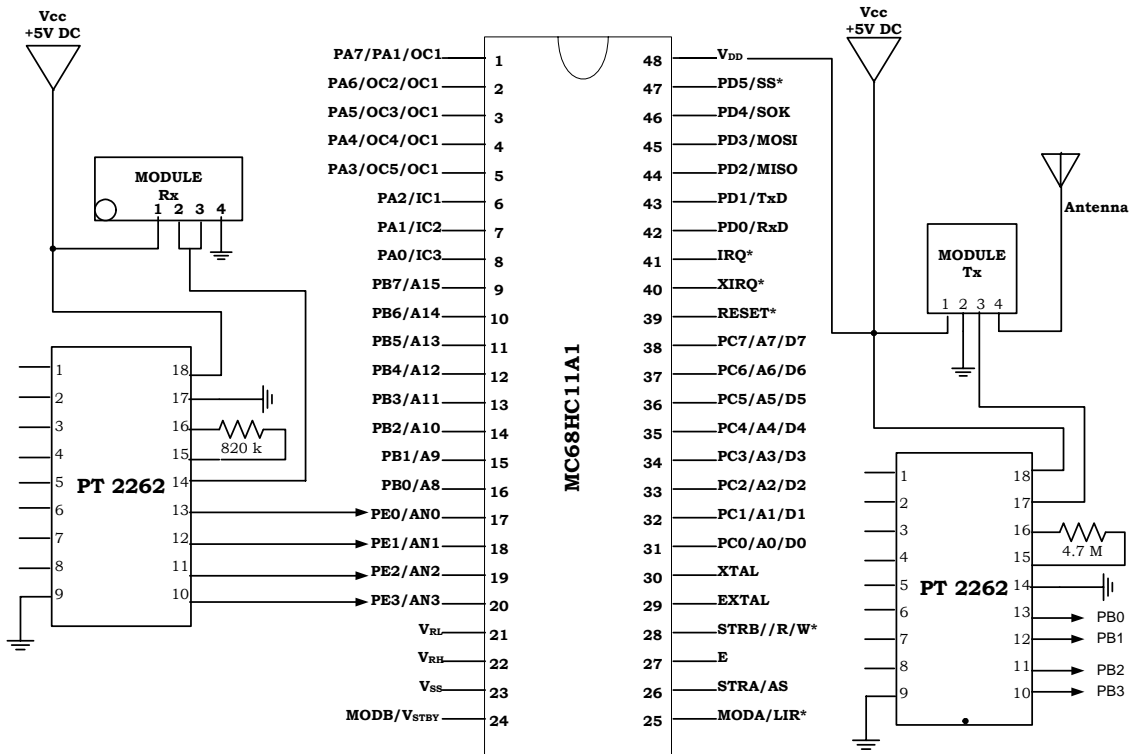 Vcc
+5V DC
MODULE
Rx
1 2 3 4
1
2
3
4
5
6
7
8
9
PT 2262
18
17
16
15
14
13
12
11
10
820 k
PA7/PA1/OC1
PA6/OC2/OC1
PA5/OC3/OC1
PA4/OC4/OC1
PA3/OC5/OC1
PA2/IC1
PA1/IC2
PA0/IC3
PB7/A15
PB6/A14
PB5/A13
PB4/A12
PB3/A11
PB2/A10
PB1/A9
PB0/A8
PE0/AN0
PE1/AN1
PE2/AN2
PE3/AN3
VRL
VRH
VSS
MODB/VSTBY
1
2
3
4
5
6
7
8
9
10
11
12
13
14
15
16
17
18
19
20
21
22
23
24
MC68HC11A1
48
47
46
45
44
43
42
41
40
39
38
37
36
35
34
33
32
31
30
29
28
27
26
25
VDD
PD5/SS*
PD4/SOK
PD3/MOSI
PD2/MISO
PD1/TxD
PD0/RxD
IRQ*
XIRQ*
RESET*
PC7/A7/D7
PC6/A6/D6
PC5/A5/D5
PC4/A4/D4
PC3/A3/D3
PC2/A2/D2
PC1/A1/D1
PC0/A0/D0
XTAL
EXTAL
STRB//R/W*
E
STRA/AS
MODA/LIR*
Vcc
+5V DC
Antenna
MODULE
Tx
1 2 3 4
1
2
3
4
5
6
7
8
9
PT 2262
18
17
16
15
14
13
12
11
10
4.7 M
PB0
PB1
PB2
PB3